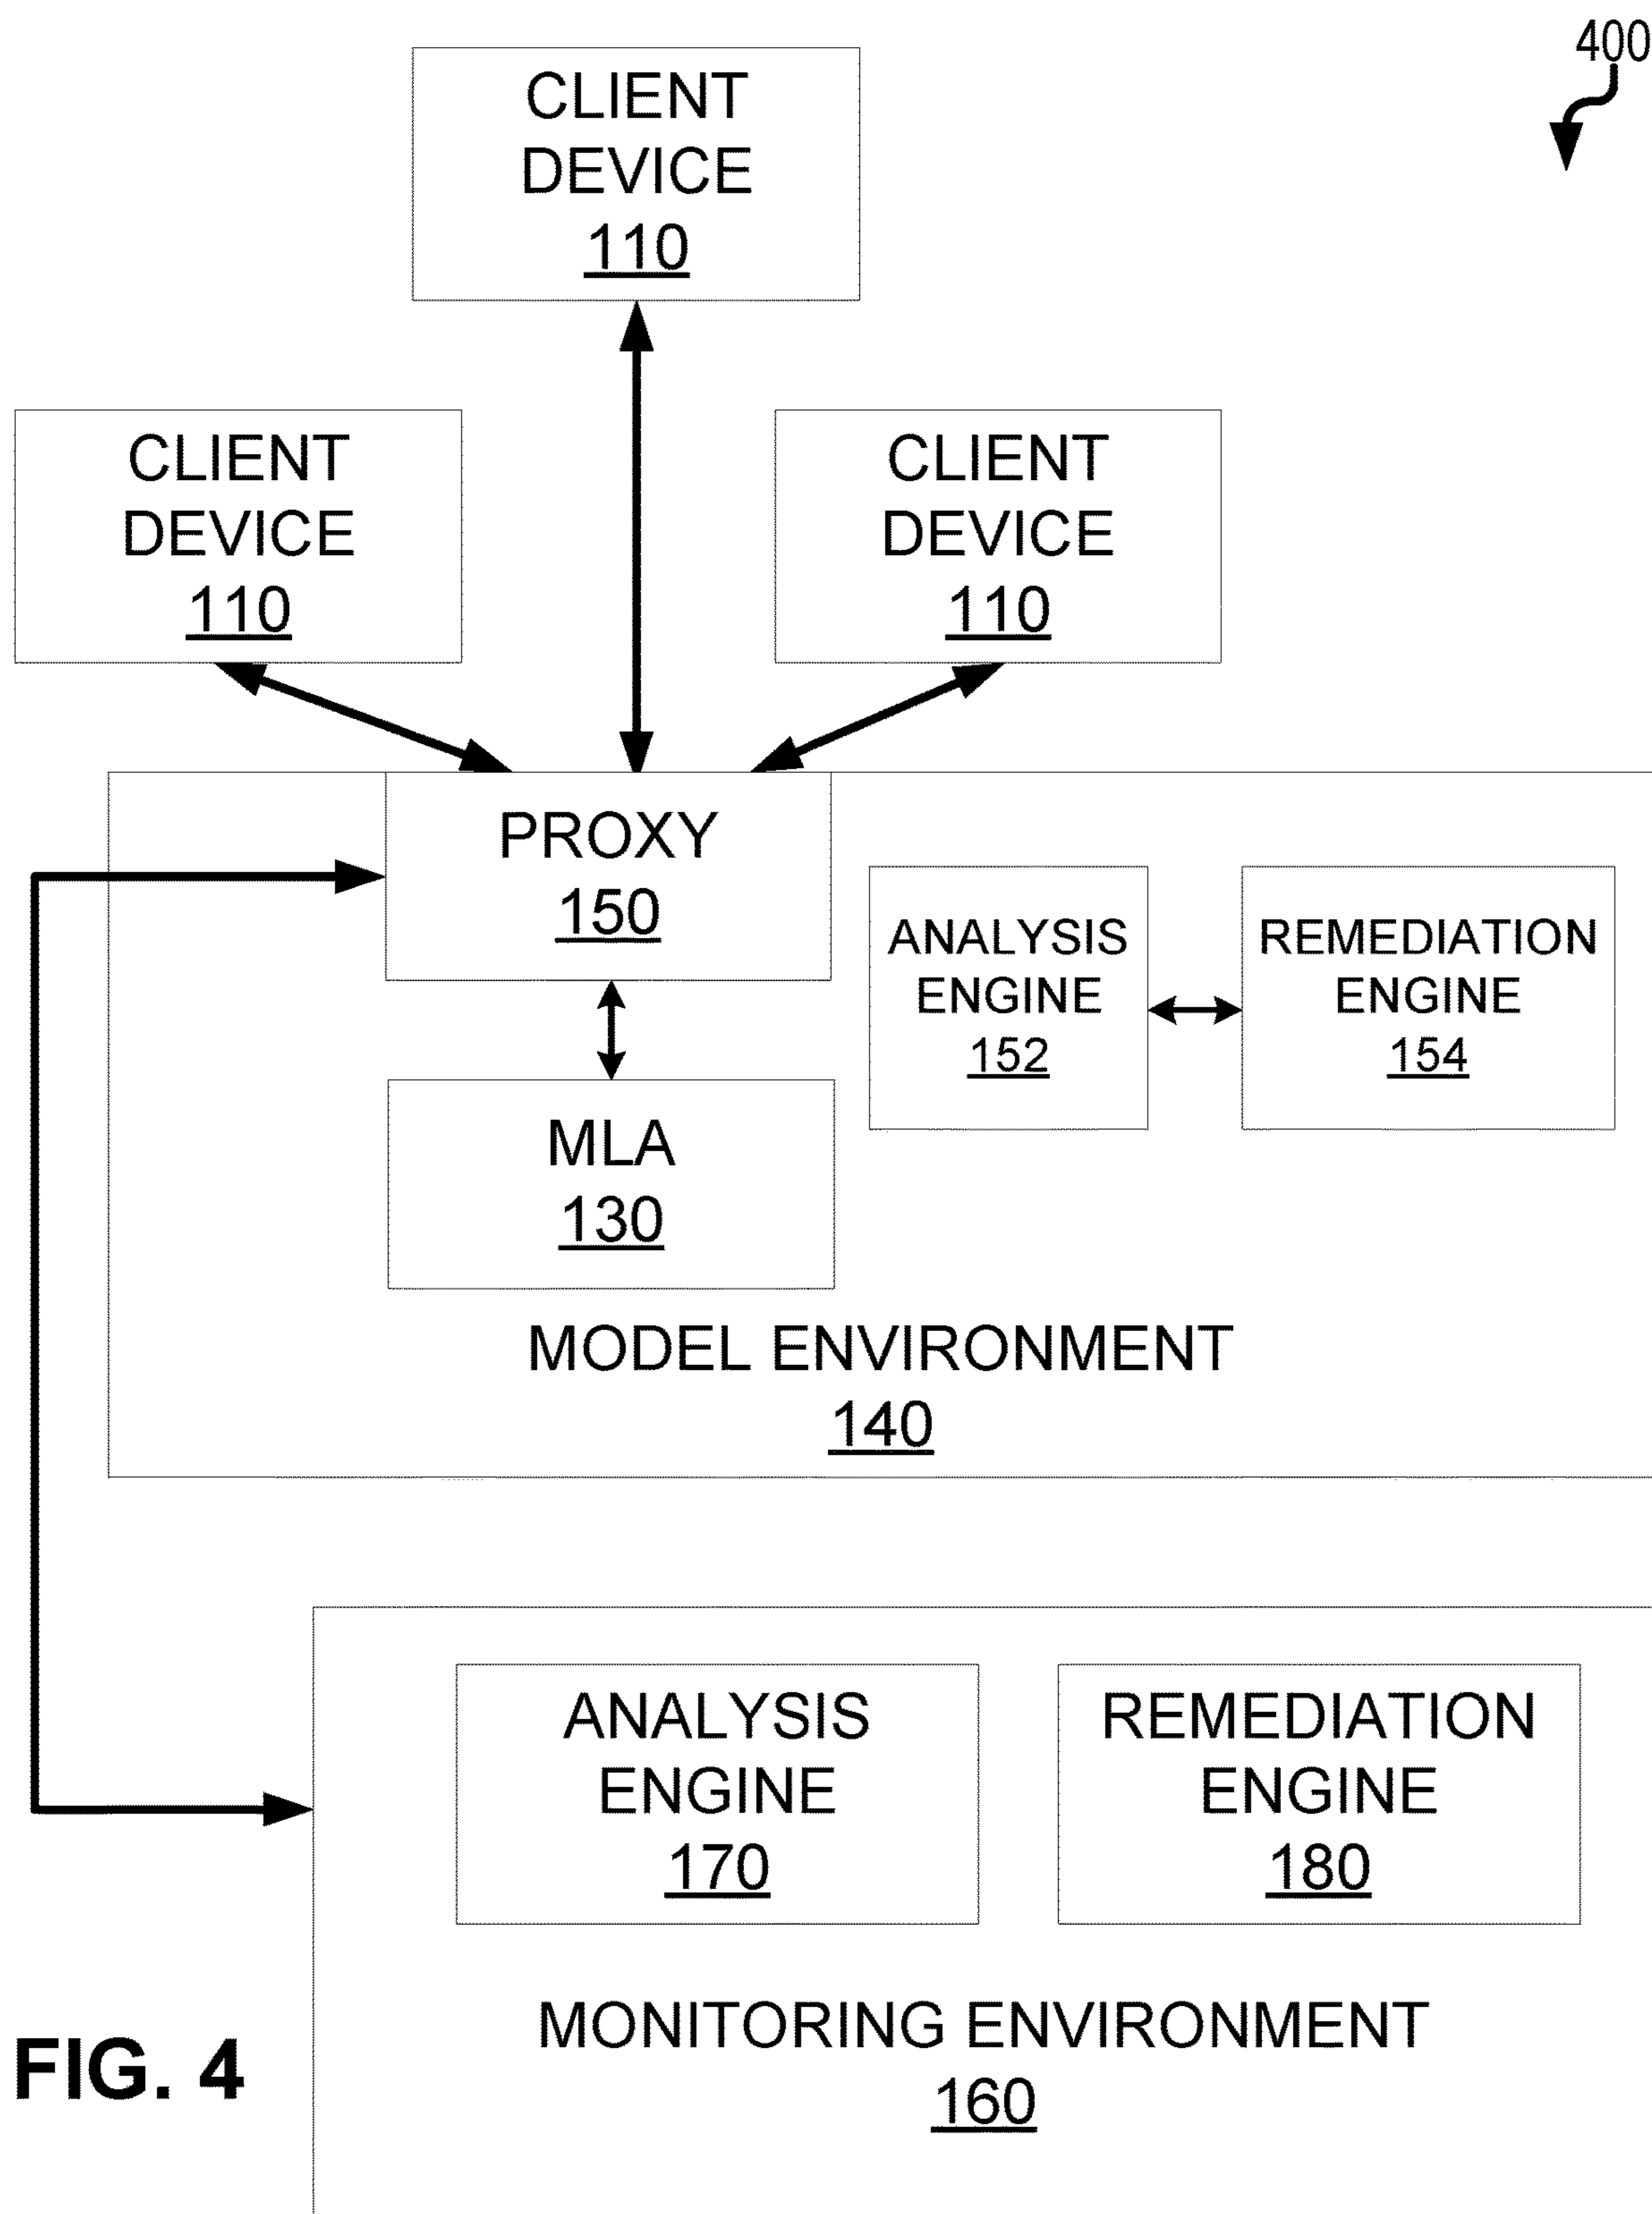 400
CLIENT
DEVICE
110
CLIENT
DEVICE
110
CLIENT
DEVICE
110
PROXY
150
ANALYSIS
ENGINE
152
REMEDIATION
ENGINE
154
MLA
130
MODEL ENVIRONMENT
140
ANALYSIS
ENGINE
170
REMEDIATION
ENGINE
180
MONITORING ENVIRONMENT
160
FIG. 4